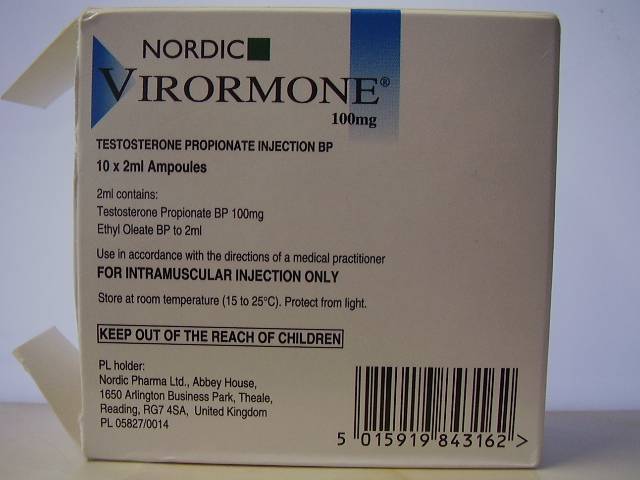 NORDIC
VIRORMONE®
100mg
TESTOSTERONE PROPIONATE INJECTION BP
10 x 2ml Ampoules
2ml contains:
Testosterone Propionate BP 100mg
Ethyl Oleate BP to 2ml
Use in accordance with the directions of a medical practitioner
FOR INTRAMUSCULAR INJECTION ONLY
Store at room temperature (15 to 25°C). Protect from light.
KEEP OUT OF THE REACH OF CHILDREN
PL holder:
Nordic Pharma Ltd., Abbey House,
1650 Arlington Business Park, Theale,
Reading, RG7 4SA, United Kingdom
PL 05827/0014
5 015919 843162 >